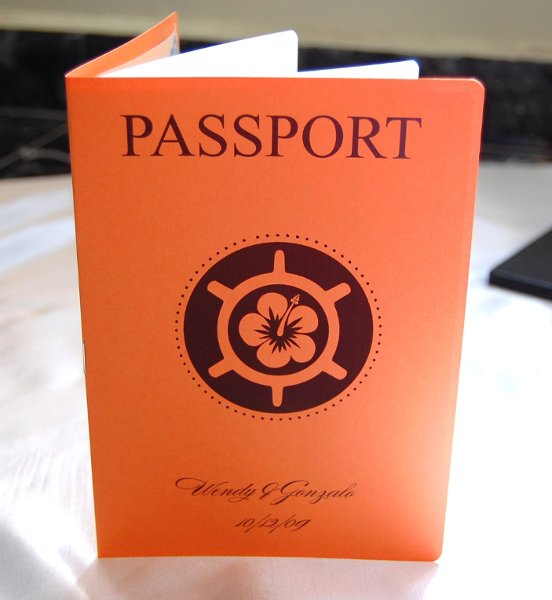 PASSPORT
Wendy & Gonzalo
10/12/09